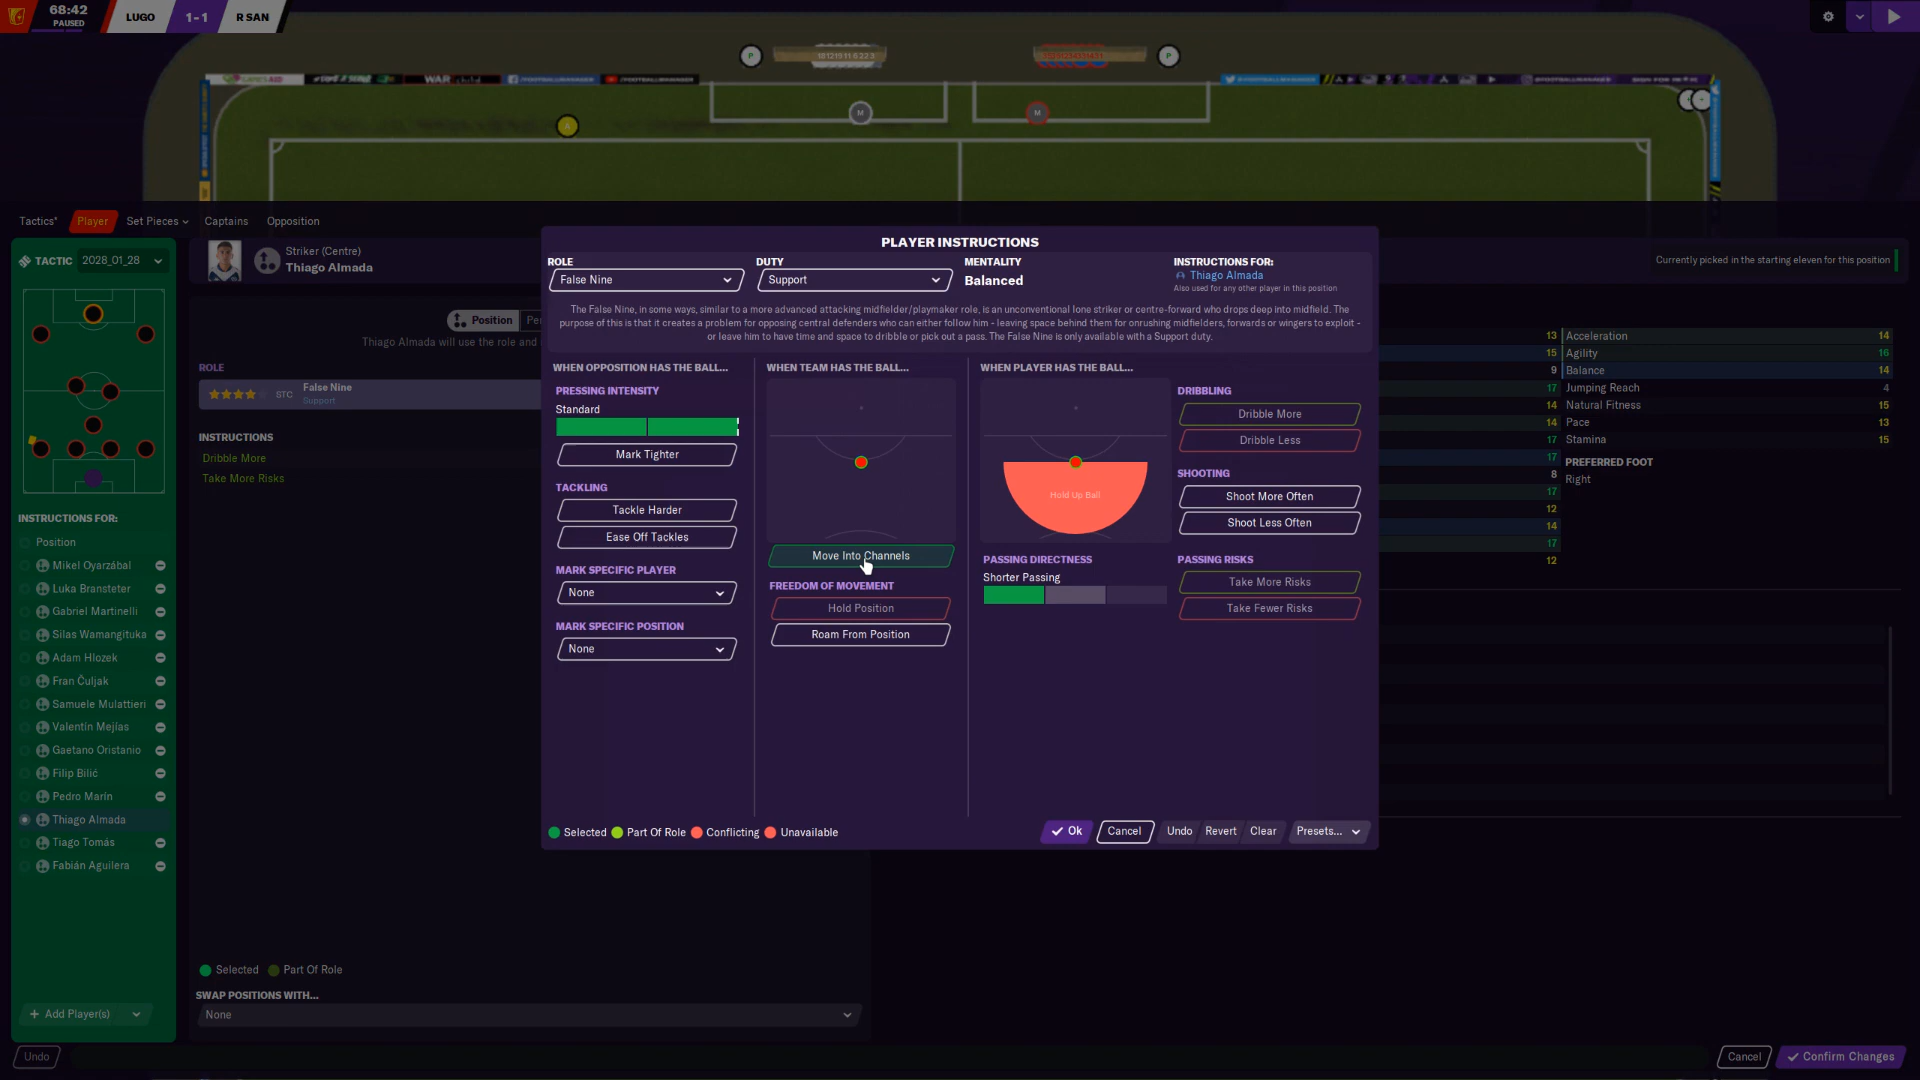 68:42
PAUSED
LUGO
1 - 1
R SAN
P
P
M
M
A
Tactics*
Player
Set Pieces
Captains
Opposition
TACTIC
2028_01_28
Striker (Centre)
Thiago Almada
Currently picked in the starting eleven for this position
Position
Thiago Almada will use the role and
ROLE
STC
False Nine
Support
INSTRUCTIONS
Dribble More
Take More Risks
INSTRUCTIONS FOR:
Position
Mikel Oyarzábal
Luka Bransteter
Gabriel Martinelli
Silas Wamangituka
Adam Hlozek
Fran Čuljak
Samuele Mulattieri
Valentín Mejías
Gaetano Oristanio
Filip Bilić
Pedro Marín
Thiago Almada
Tiago Tomás
Fabián Aguilera
Add Player(s)
Selected
Part Of Role
SWAP POSITIONS WITH...
None
Undo
PLAYER INSTRUCTIONS
ROLE
False Nine
DUTY
Support
MENTALITY
Balanced
INSTRUCTIONS FOR:
Thiago Almada
Also used for any other player in this position
The False Nine, in some ways, similar to a more advanced attacking midfielder/playmaker role, is an unconventional lone striker or centre-forward who drops deep into midfield. The
purpose of this is that it creates a problem for opposing central defenders who can either follow him - leaving space behind them for onrushing midfielders, forwards or wingers to exploit -
or leave him to have time and space to dribble or pick out a pass. The False Nine is only available with a Support duty.
WHEN OPPOSITION HAS THE BALL...
PRESSING INTENSITY
Standard
Mark Tighter
TACKLING
Tackle Harder
Ease Off Tackles
MARK SPECIFIC PLAYER
None
MARK SPECIFIC POSITION
None
WHEN TEAM HAS THE BALL...
Move Into Channels
FREEDOM OF MOVEMENT
Hold Position
Roam From Position
WHEN PLAYER HAS THE BALL...
Hold Up Ball
PASSING DIRECTNESS
Shorter Passing
DRIBBLING
Dribble More
Dribble Less
SHOOTING
Shoot More Often
Shoot Less Often
PASSING RISKS
Take More Risks
Take Fewer Risks
Selected
Part Of Role
Conflicting
Unavailable
Ok
Cancel
Undo
Revert
Clear
Presets...
13
15
9
17
14
14
17
17
8
17
12
14
17
12
Acceleration 14
Agility 16
Balance 14
Jumping Reach 4
Natural Fitness 15
Pace 13
Stamina 15
PREFERRED FOOT
Right
Cancel
Confirm Changes